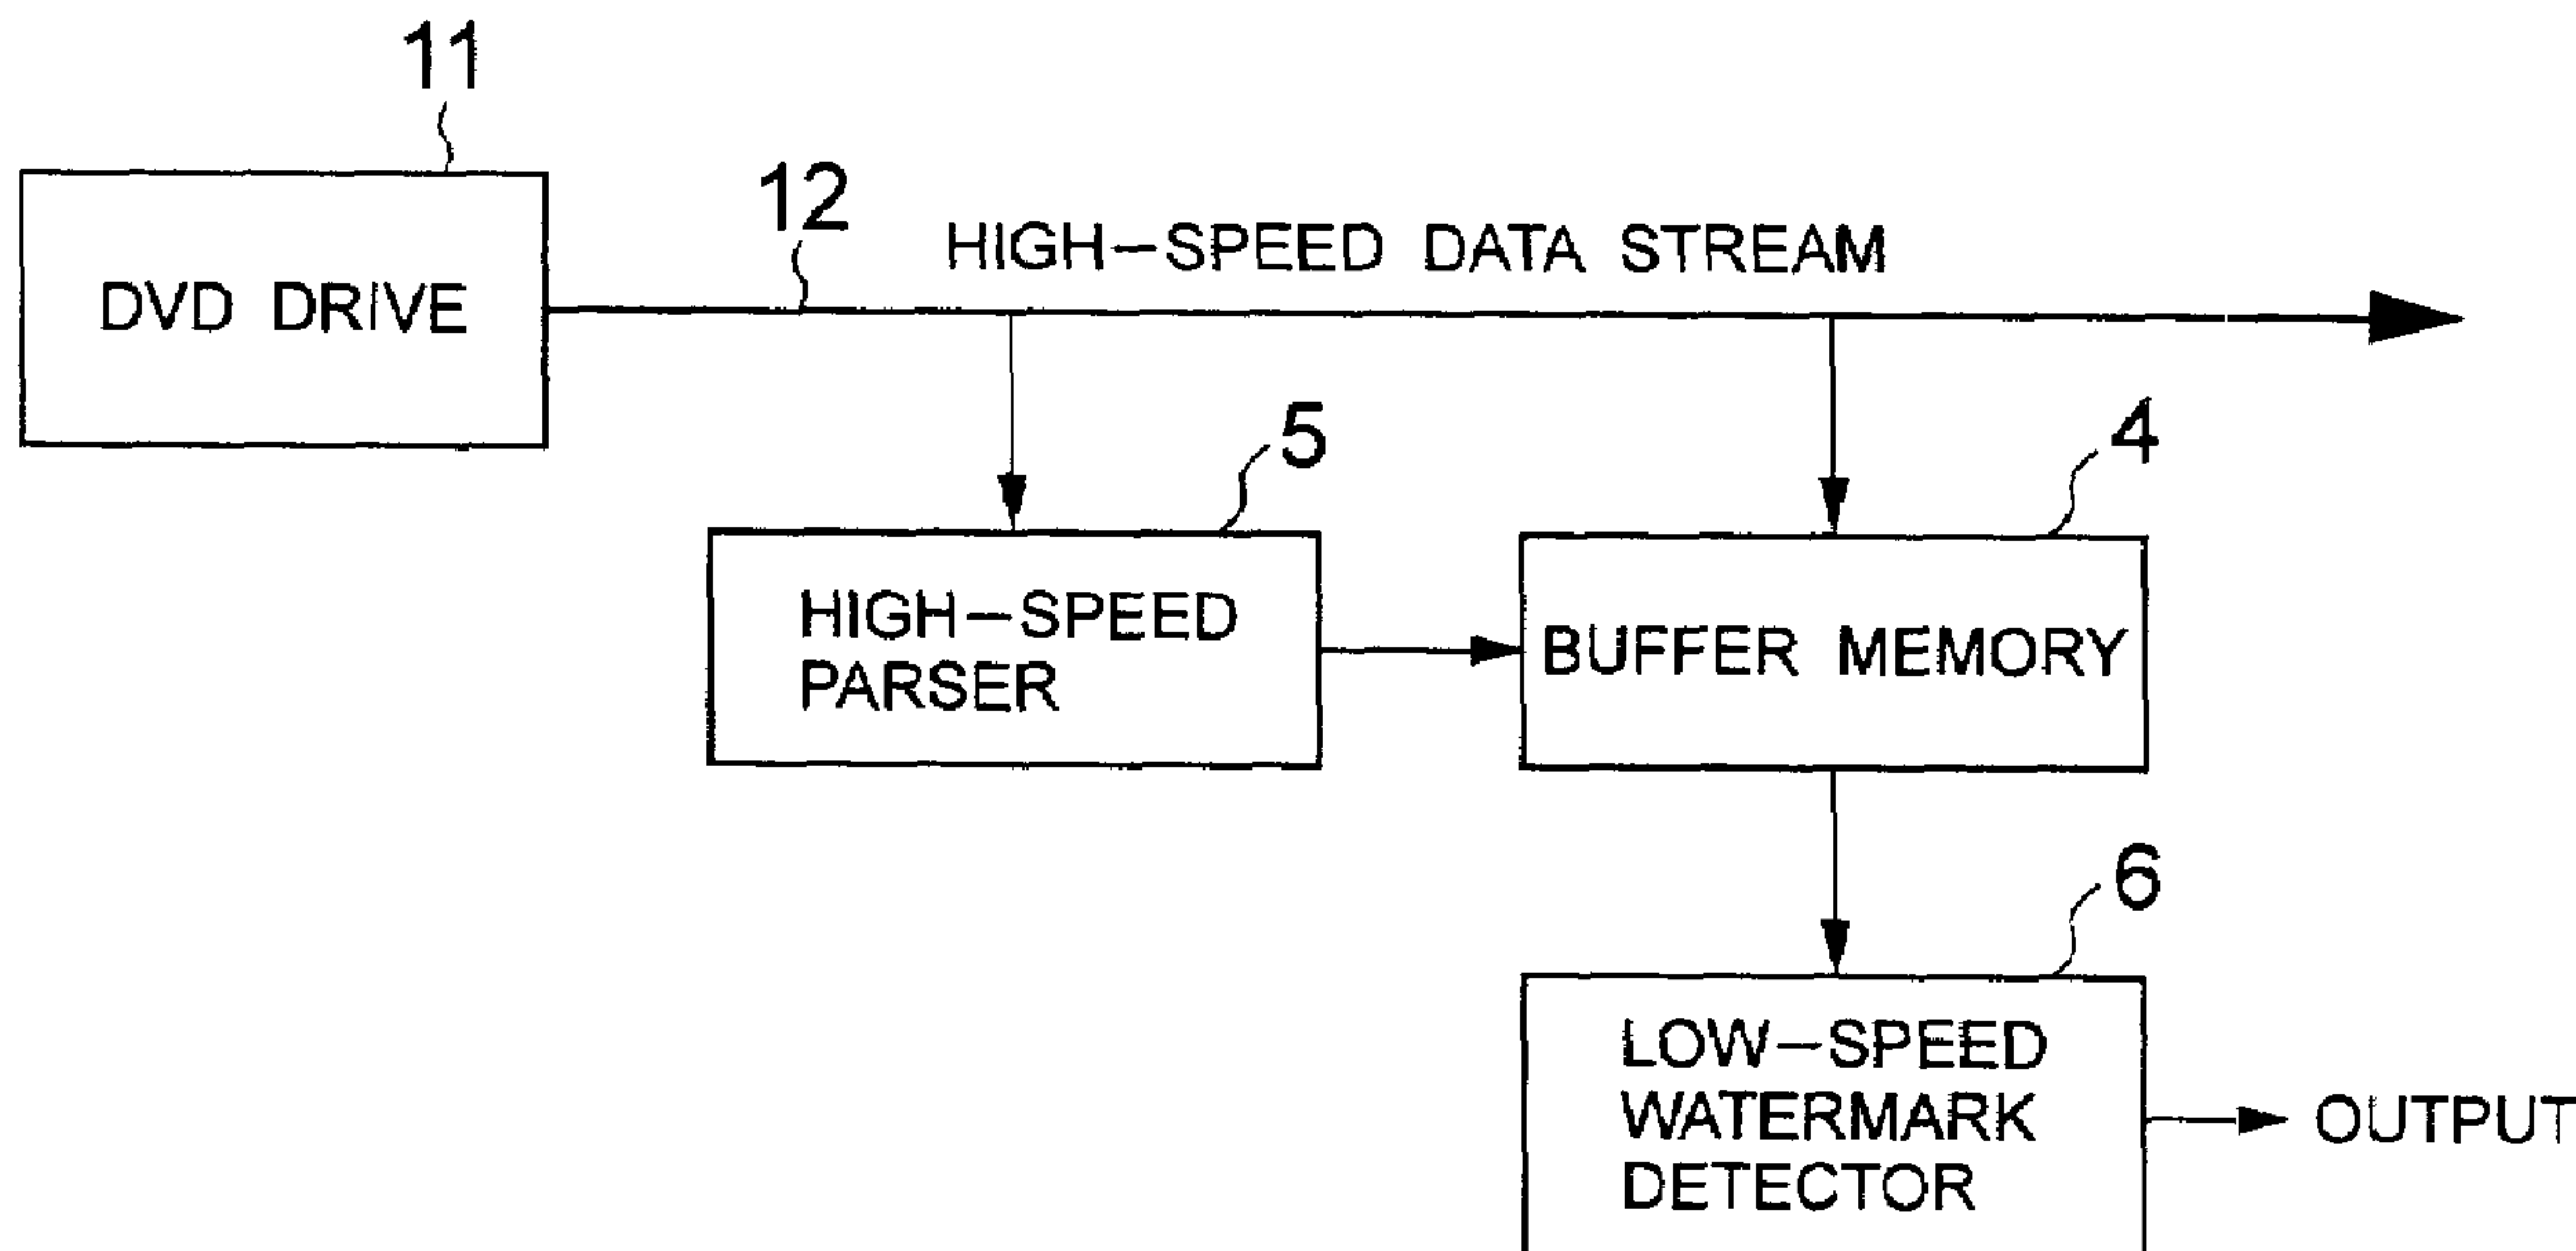 11
DVD DRIVE
12
HIGH-SPEED DATA STREAM
5
HIGH-SPEED
PARSER
4
BUFFER MEMORY
6
LOW-SPEED
WATERMARK
DETECTOR
OUTPUT